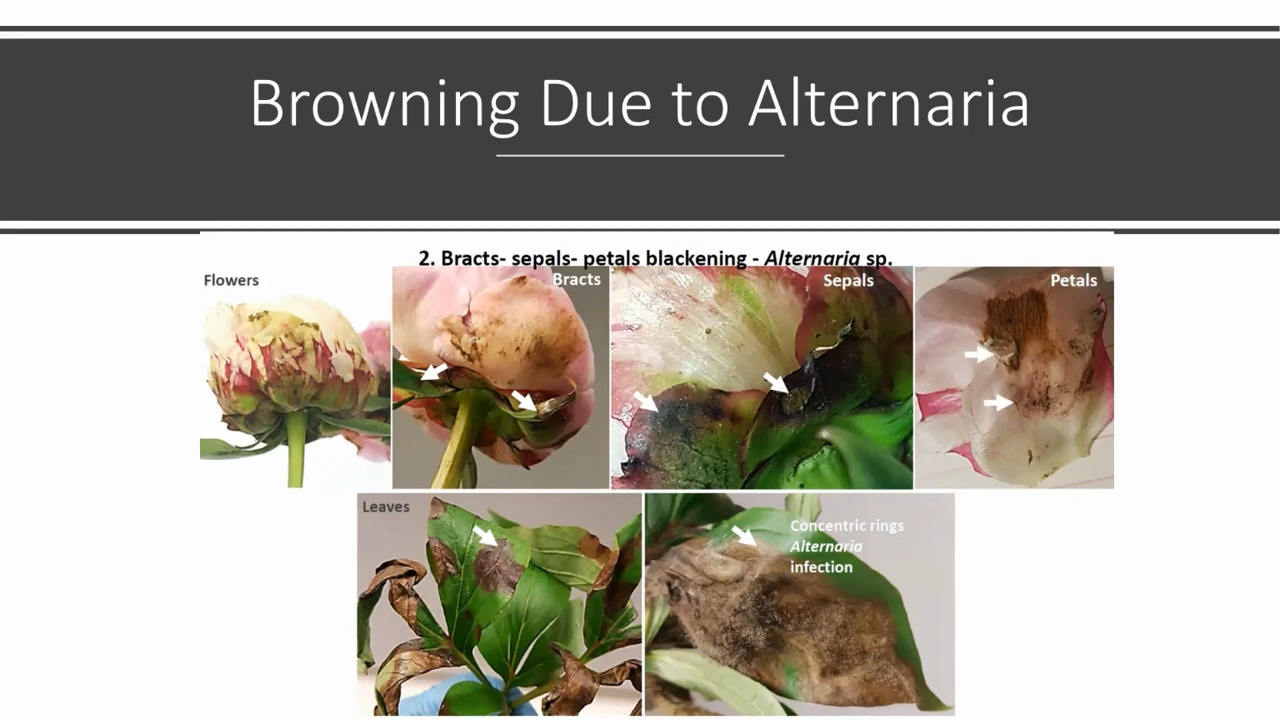 Browning Due to Alternaria
2. Bracts- sepals- petals blackening - Alternaria sp.
Flowers
Bracts
Sepals
Petals
Leaves
Concentric rings
Alternaria
infection